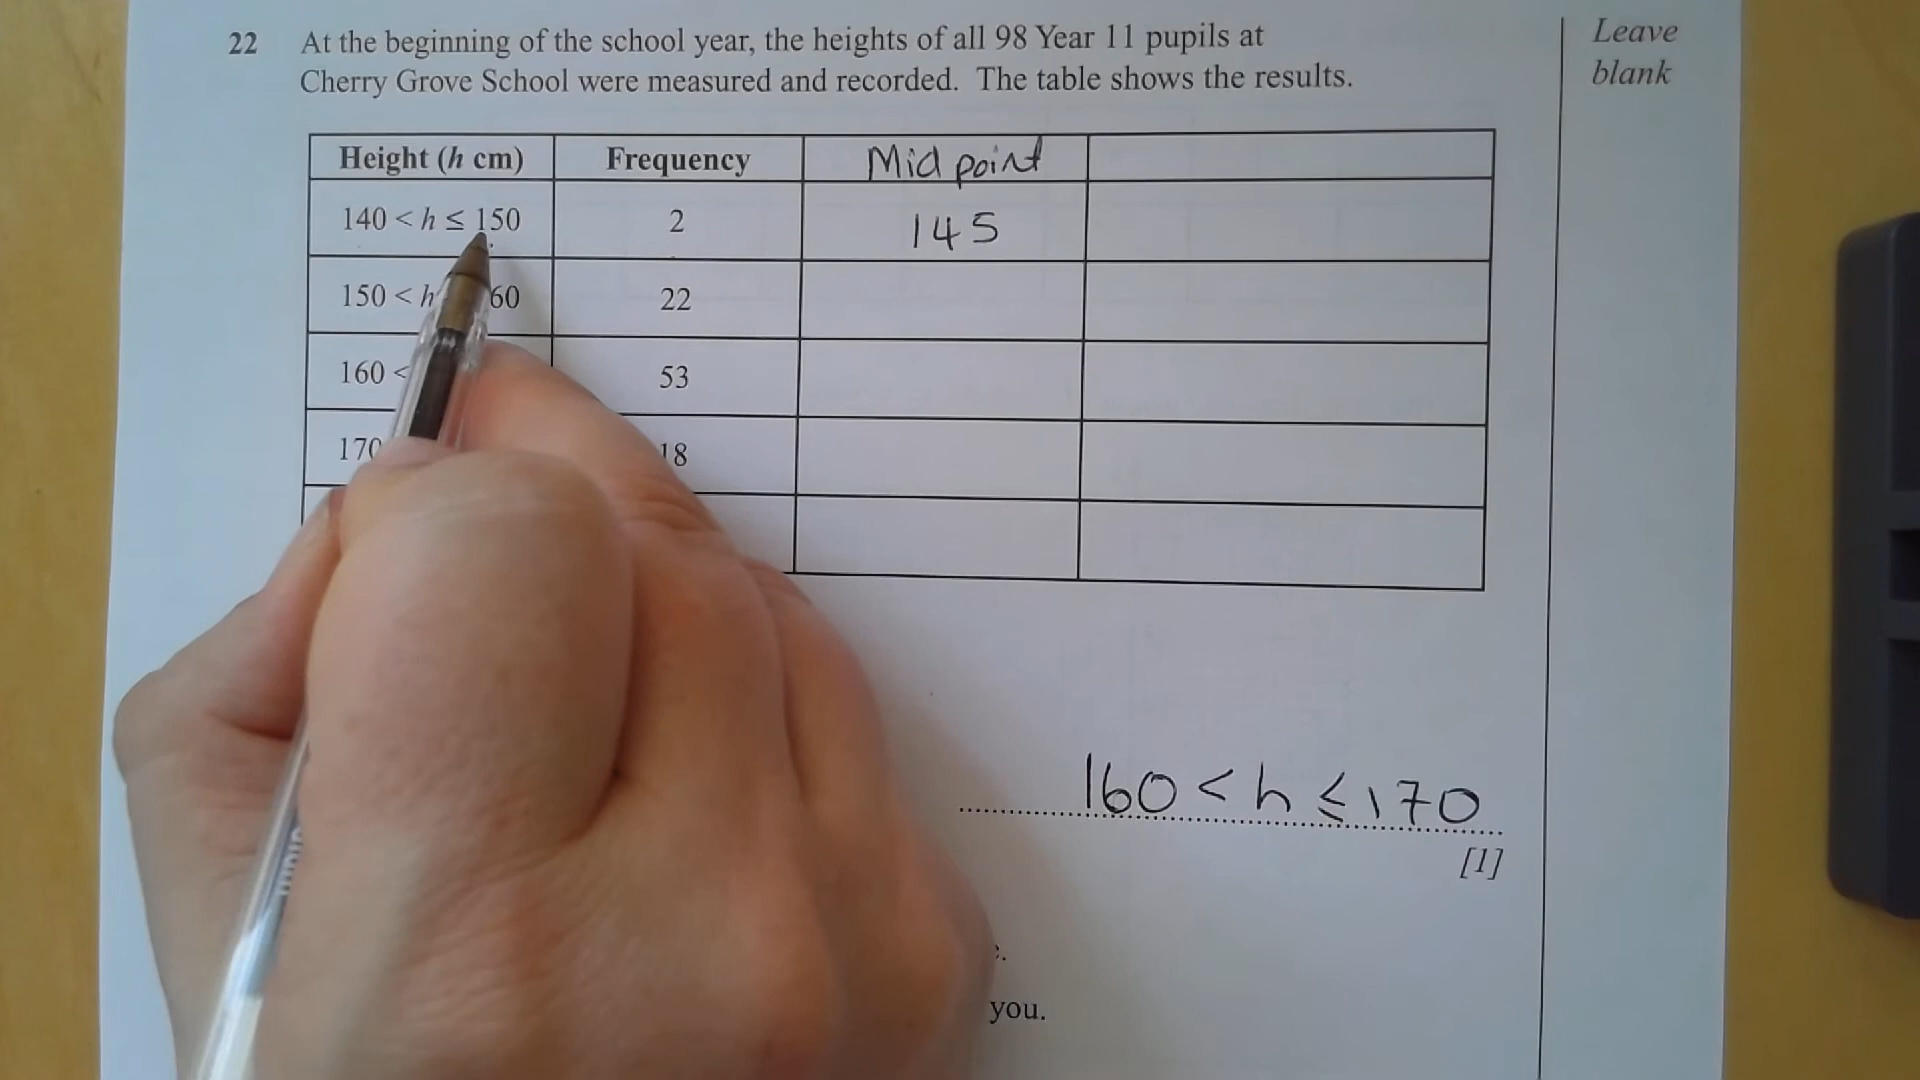 22 At the beginning of the school year, the heights of all 98 Year 11 pupils at
Cherry Grove School were measured and recorded. The table shows the results.
Leave
blank
Height (h cm) Frequency Mid point
140 < h ≤ 150 2 145
150 < h 60 22
160 < 53
170 18
160 < h ≤ 170
[1]
you.